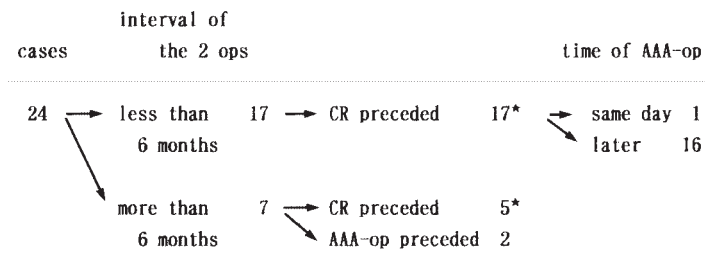 interval of
cases the 2 ops time of AAA-op
24 less than 17 CR preceded 17* same day 1
6 months later 16
more than 7 CR preceded 5*
6 months AAA-op preceded 2